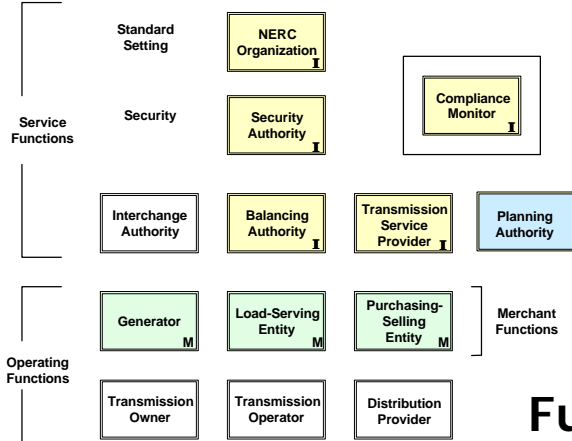 Standard
Setting
NERC
Organization
I
Service
Functions
Security
Security
Authority
I
Compliance
Monitor
I
Interchange
Authority
Balancing
Authority
I
Transmission
Service
Provider
I
Planning
Authority
Operating
Functions
Generator
M
Load-Serving
Entity
M
Purchasing-
Selling
Entity
M
Merchant
Functions
Transmission
Owner
Transmission
Operator
Distribution
Provider
Fu